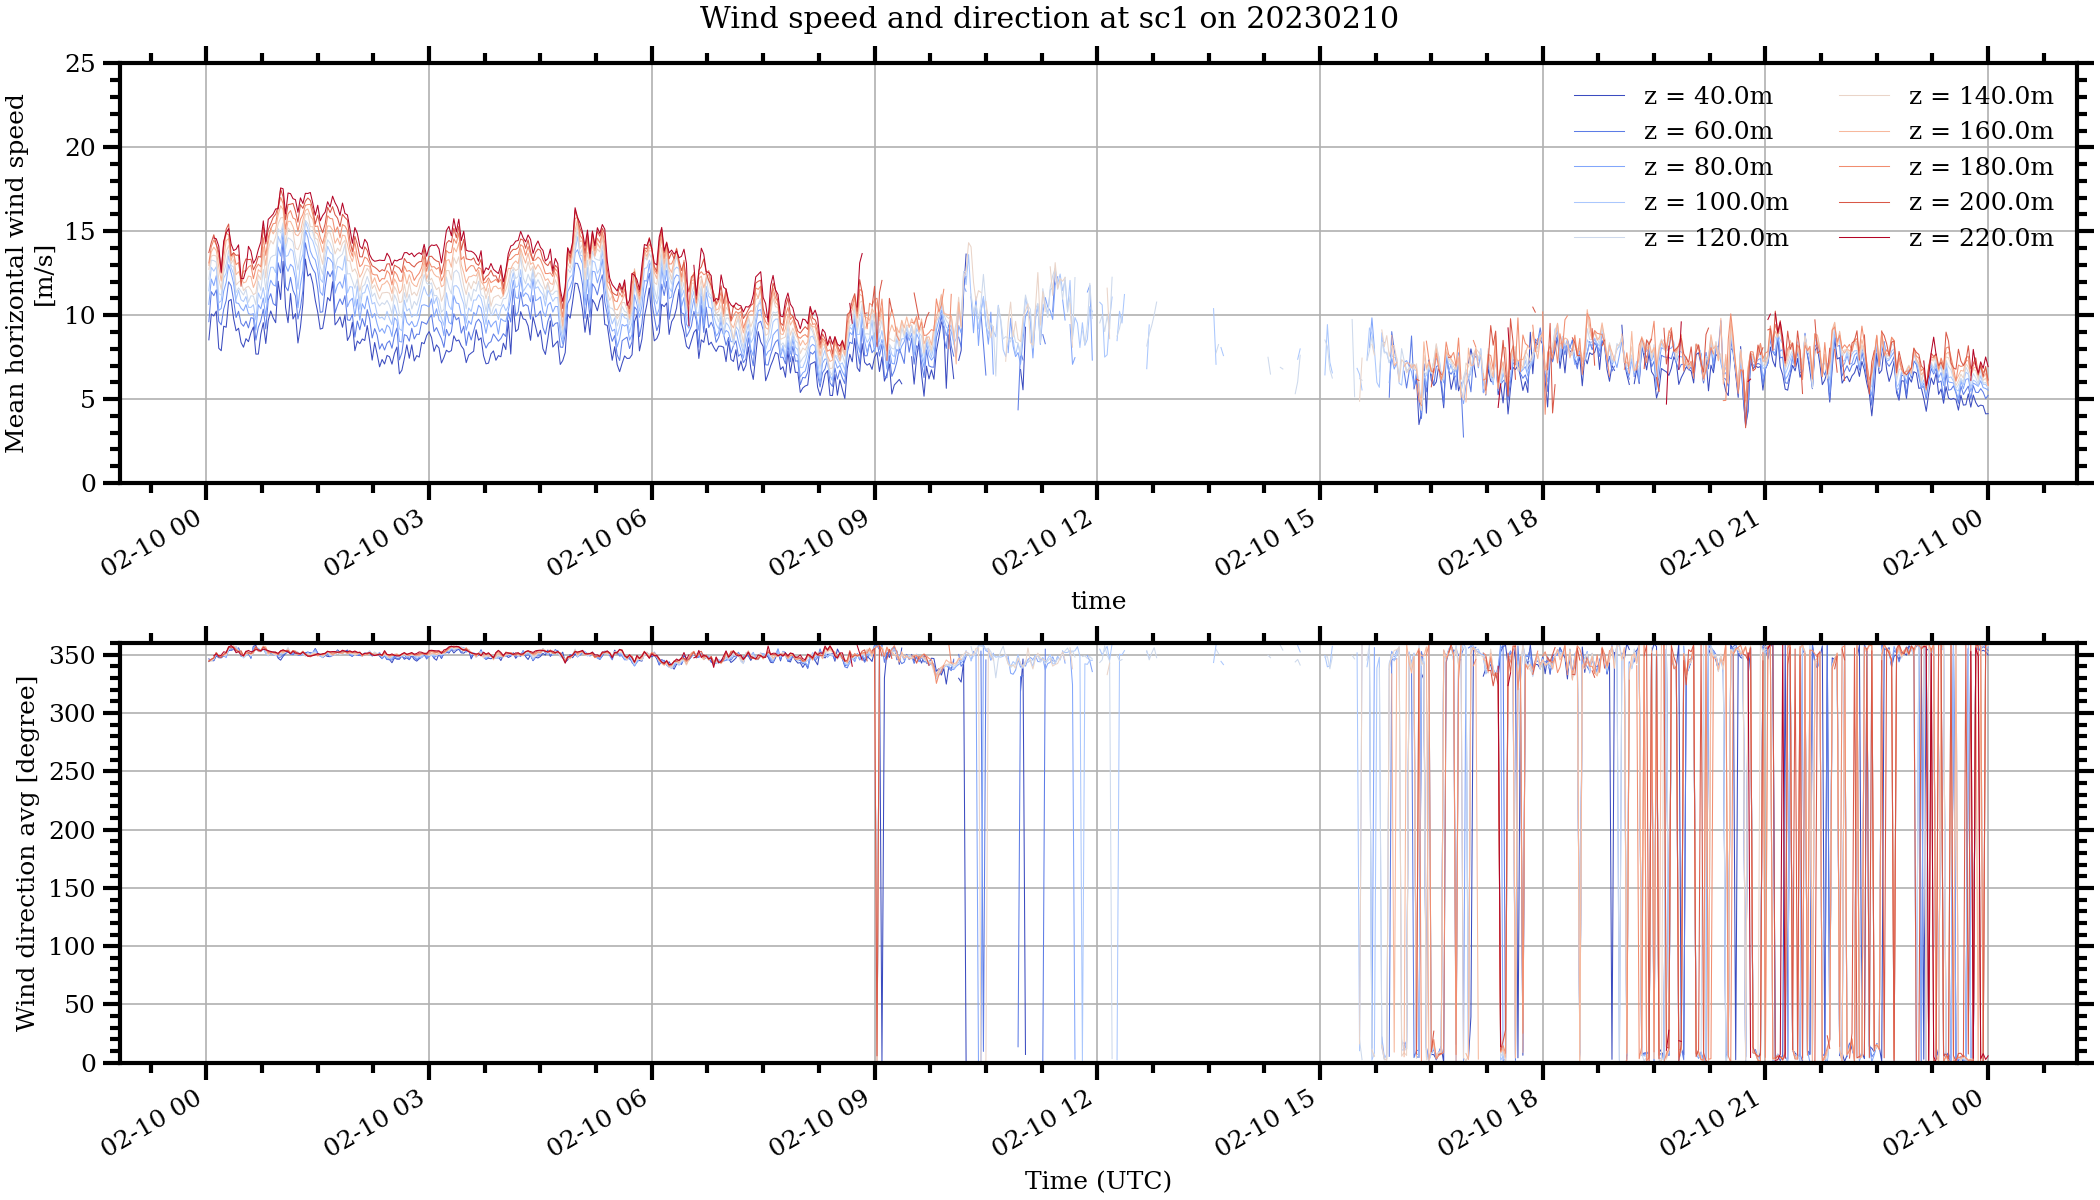 Wind speed and direction at sc1 on 20230210
Mean horizontal wind speed
[m/s]
25
20
15
10
5
0
z = 40.0m
z = 60.0m
z = 80.0m
z = 100.0m
z = 120.0m
z = 140.0m
z = 160.0m
z = 180.0m
z = 200.0m
z = 220.0m
02-10 00
02-10 03
02-10 06
02-10 09
02-10 12
02-10 15
02-10 18
02-10 21
02-11 00
time
Wind direction avg [degree]
350
300
250
200
150
100
50
0
02-10 00
02-10 03
02-10 06
02-10 09
02-10 12
02-10 15
02-10 18
02-10 21
02-11 00
Time (UTC)